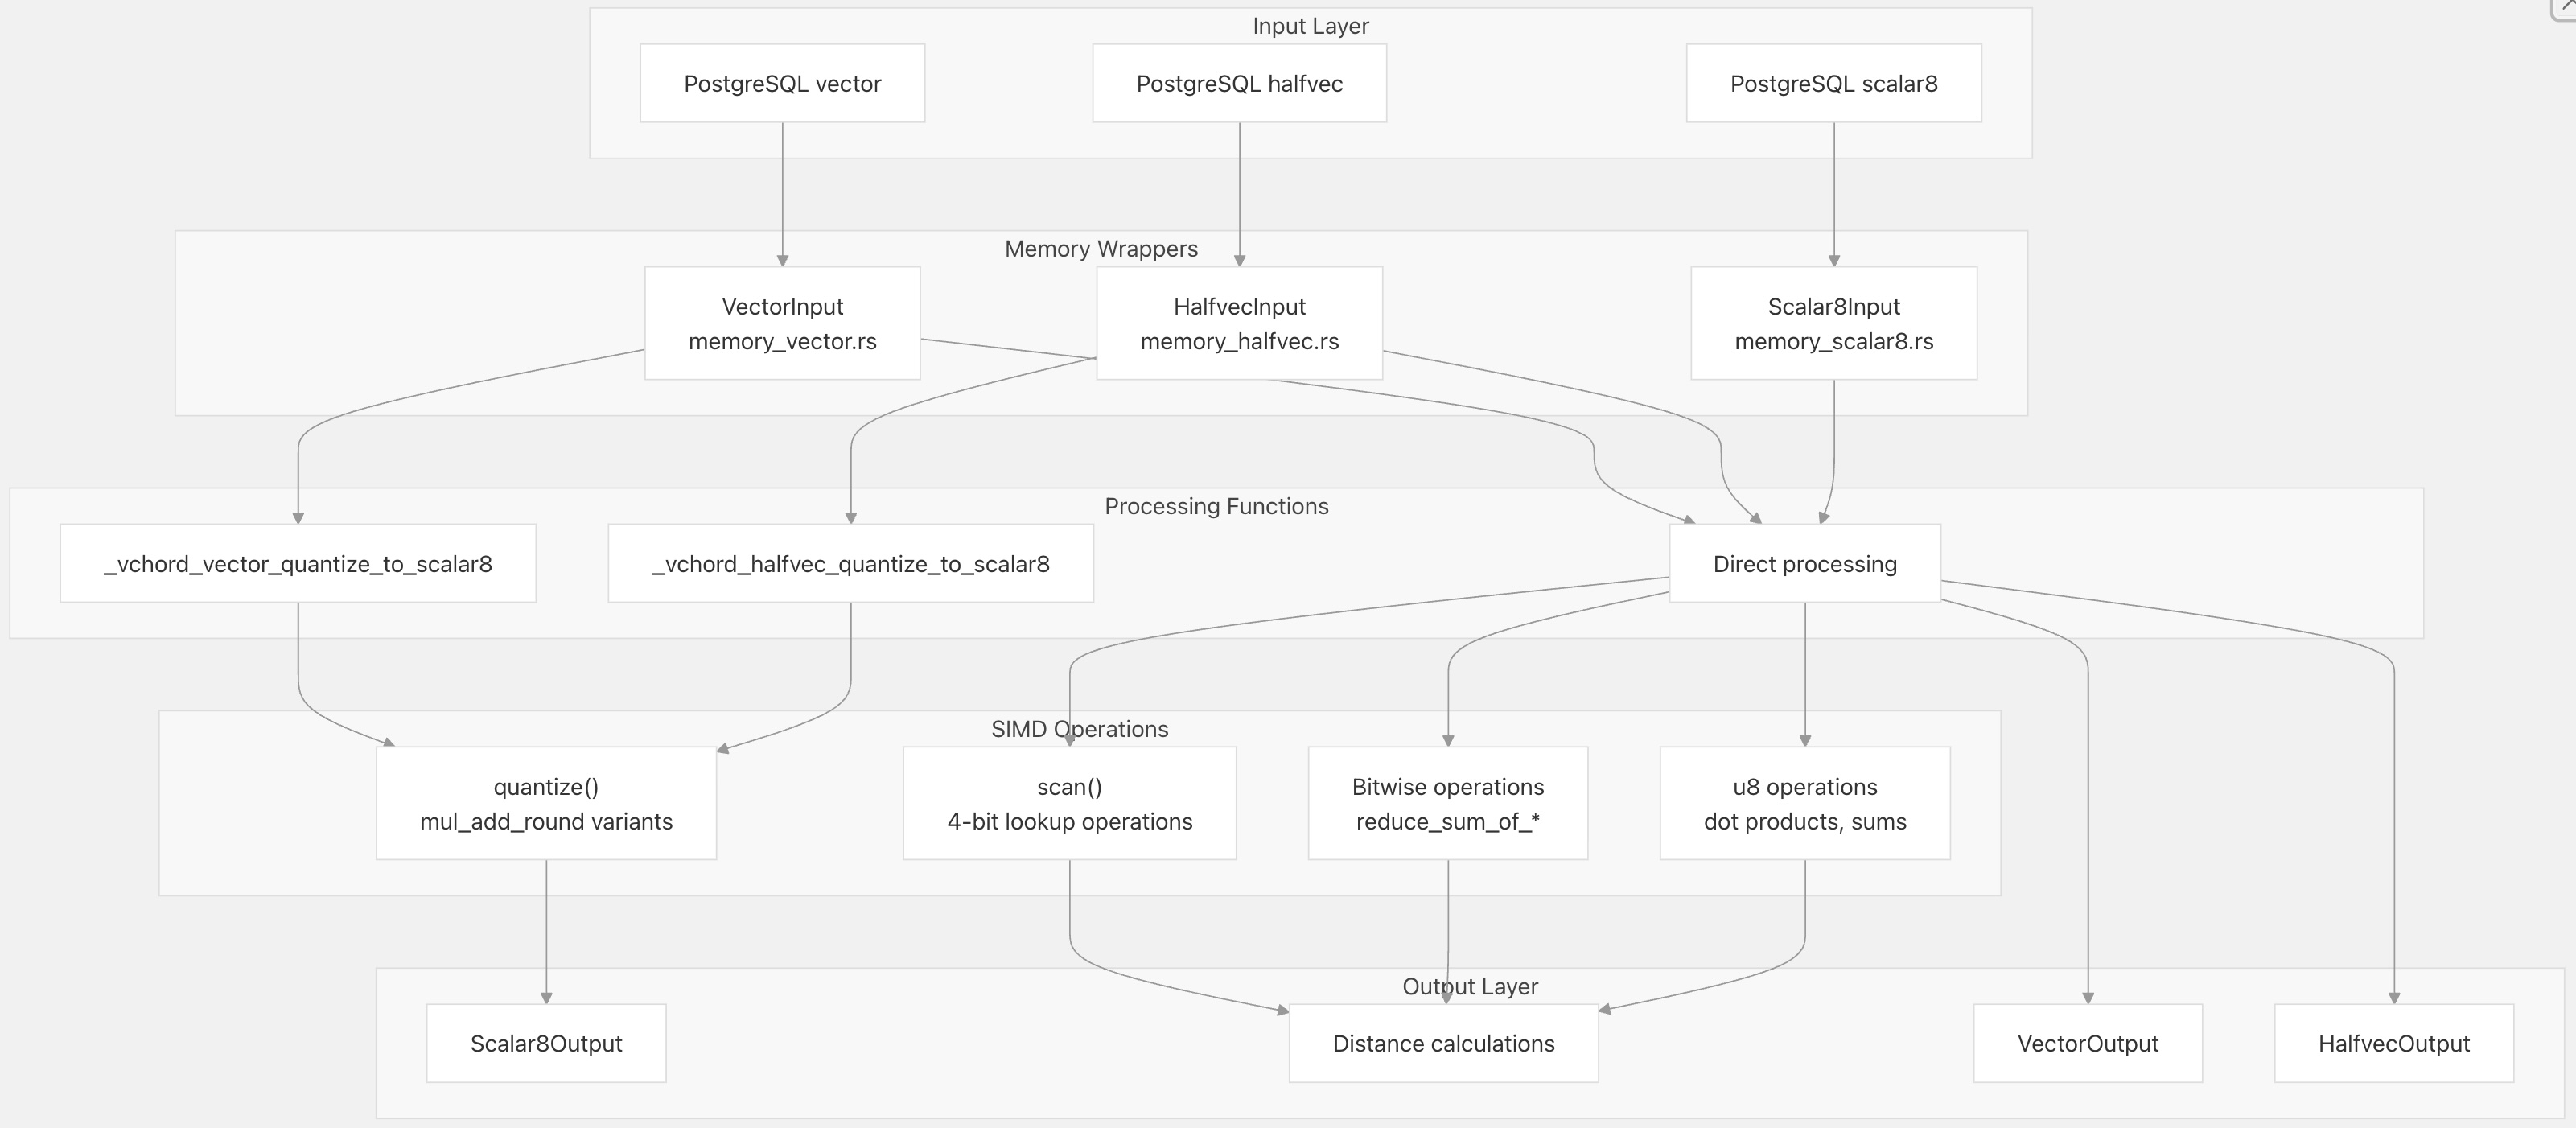 Input Layer
PostgreSQL vector
PostgreSQL halfvec
PostgreSQL scalar8
Memory Wrappers
VectorInput
memory_vector.rs
HalfvecInput
memory_halfvec.rs
Scalar8Input
memory_scalar8.rs
Processing Functions
_vchord_vector_quantize_to_scalar8
_vchord_halfvec_quantize_to_scalar8
Direct processing
SIMD Operations
quantize()
mul_add_round variants
scan()
4-bit lookup operations
Bitwise operations
reduce_sum_of_*
u8 operations
dot products, sums
Output Layer
Scalar8Output
Distance calculations
VectorOutput
HalfvecOutput